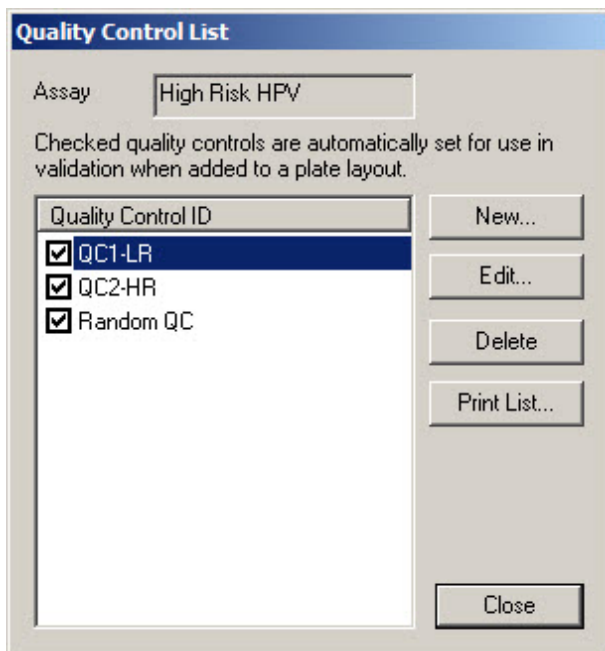 Quality Control List
Assay High Risk HPV
Checked quality controls are automatically set for use in
validation when added to a plate layout.
Quality Control ID
QC1-LR
QC2-HR
Random QC
New...
Edit...
Delete
Print List...
Close